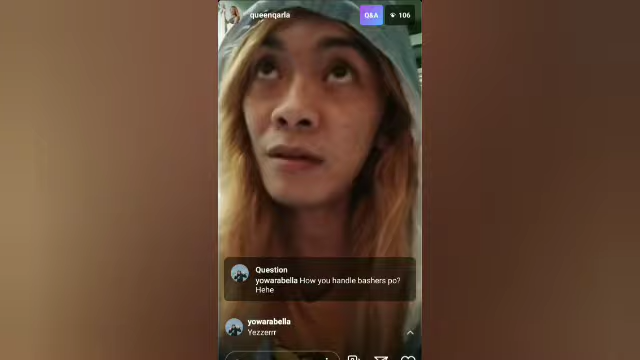 queenqarla
Q&A
106
Question
yowarabella How you handle bashers po?
Hehe
yowarabella
Yezzerrr